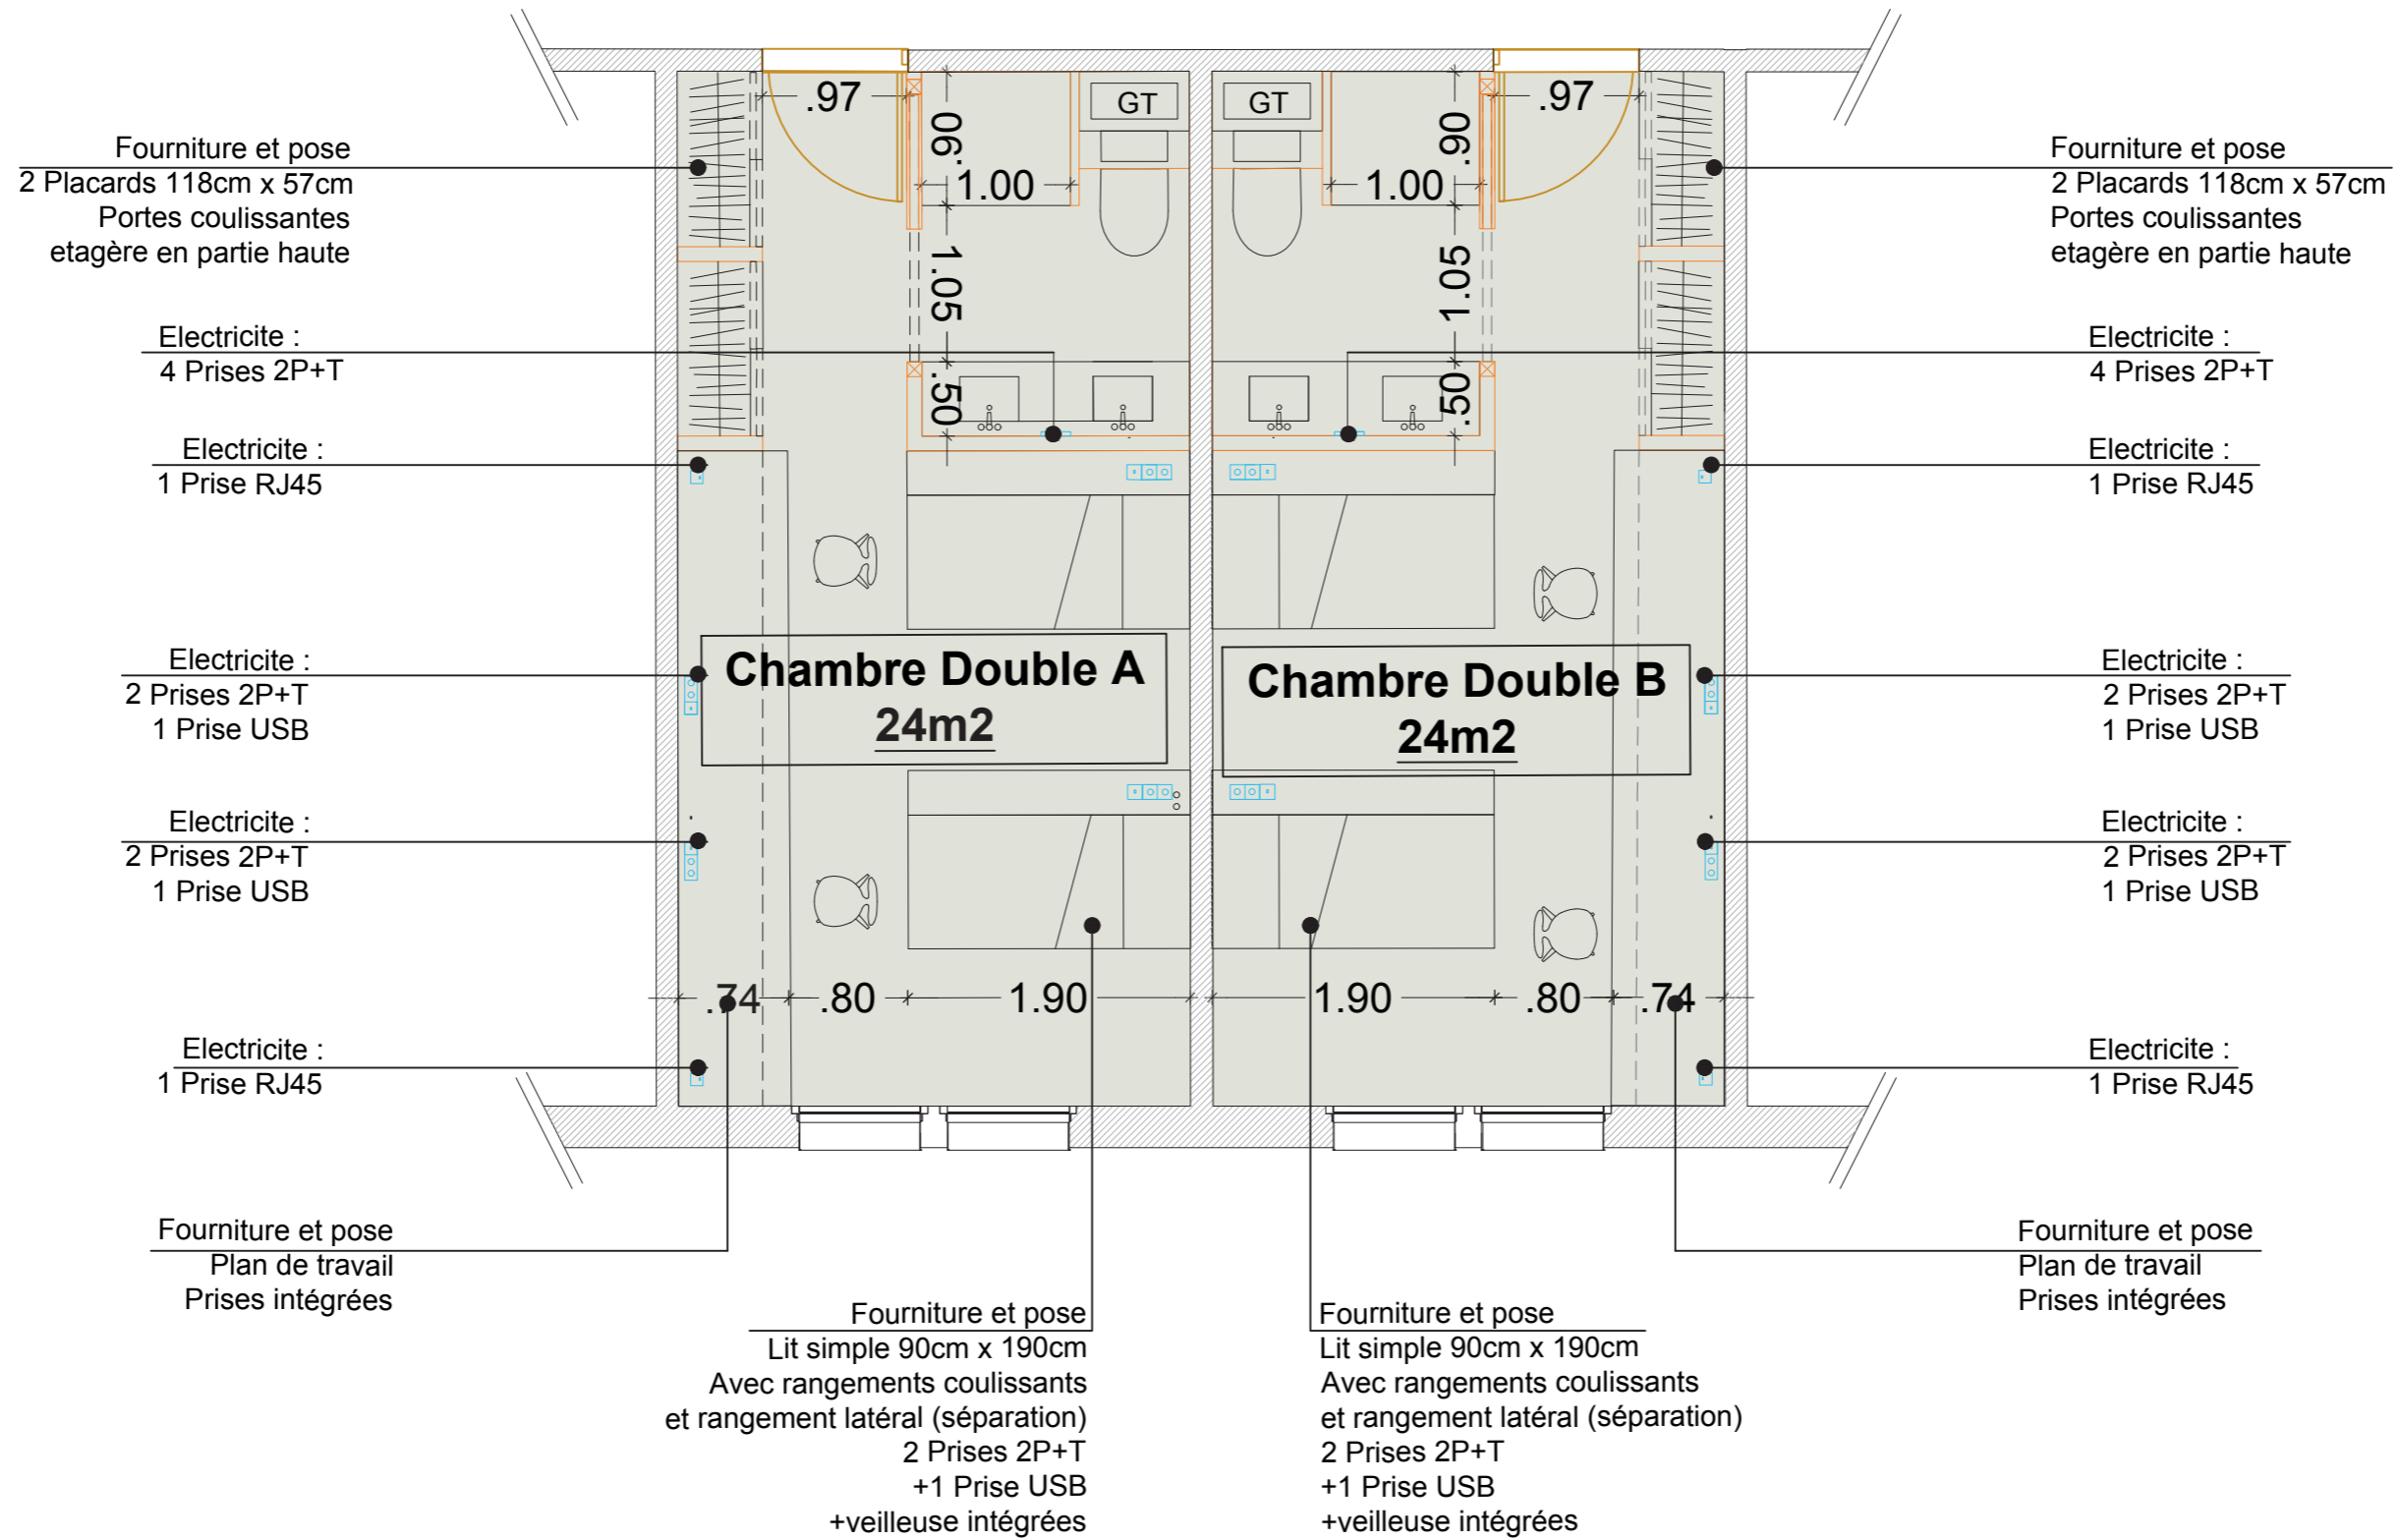 .97
GT
GT
.97
.90
.90
1.00
1.00
Fourniture et pose
2 Placards 118cm x 57cm
Portes coulissantes
etagère en partie haute
Fourniture et pose
2 Placards 118cm x 57cm
Portes coulissantes
etagère en partie haute
1.05
1.05
Electricite :
4 Prises 2P+T
Electricite :
4 Prises 2P+T
.50
.50
Electricite :
1 Prise RJ45
Electricite :
1 Prise RJ45
Chambre Double A
24m2
Chambre Double B
24m2
Electricite :
2 Prises 2P+T
1 Prise USB
Electricite :
2 Prises 2P+T
1 Prise USB
Electricite :
2 Prises 2P+T
1 Prise USB
Electricite :
2 Prises 2P+T
1 Prise USB
.74
.80
1.90
1.90
.80
.74
Electricite :
1 Prise RJ45
Electricite :
1 Prise RJ45
Fourniture et pose
Plan de travail
Prises intégrées
Fourniture et pose
Plan de travail
Prises intégrées
Fourniture et pose
Lit simple 90cm x 190cm
Avec rangements coulissants
et rangement latéral (séparation)
2 Prises 2P+T
+1 Prise USB
+veilleuse intégrées
Fourniture et pose
Lit simple 90cm x 190cm
Avec rangements coulissants
et rangement latéral (séparation)
2 Prises 2P+T
+1 Prise USB
+veilleuse intégrées